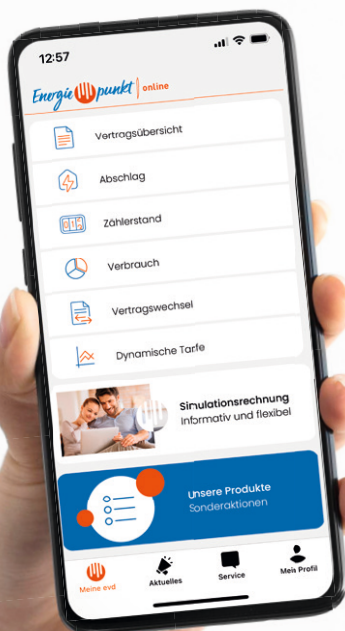 12:57
Energie punkt online
Vertragsübersicht
Abschlag
Zählerstand
Verbrauch
Vertragswechsel
Dynamische Tarife
Simulationsrechnung
Informativ und flexibel
Unsere Produkte
Sonderaktionen
Meine evd
Aktuelles
Service
Mein Profil